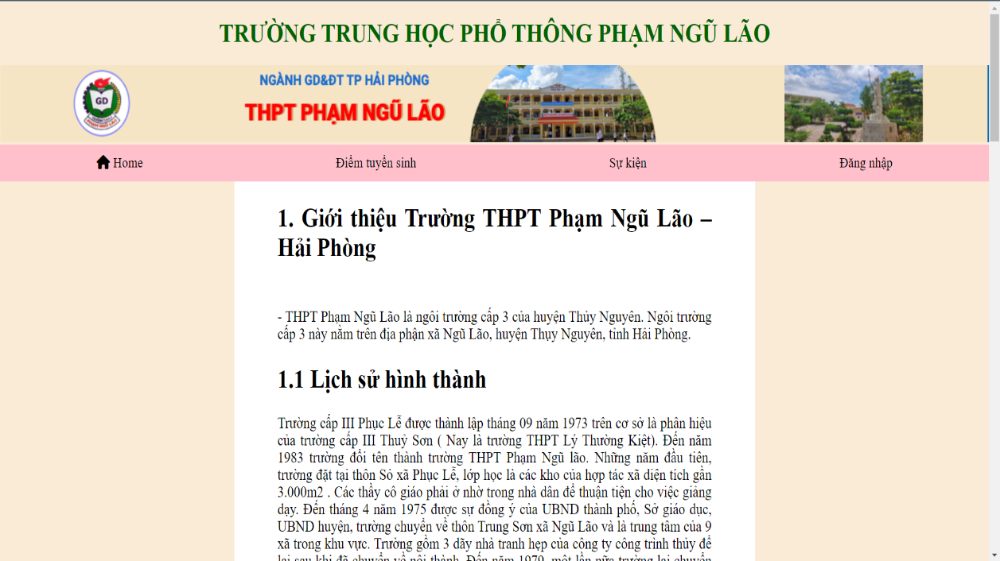 TRƯỜNG TRUNG HỌC PHỔ THÔNG PHẠM NGŨ LÃO
NGÀNH GD&ĐT TP HẢI PHÒNG
THPT PHẠM NGŨ LÃO
GD
PHẠM NGŨ LÃO
Home
Điểm tuyển sinh
Sự kiện
Đăng nhập
1. Giới thiệu Trường THPT Phạm Ngũ Lão –
Hải Phòng
- THPT Phạm Ngũ Lão là ngôi trường cấp 3 của huyện Thủy Nguyên. Ngôi trường
cấp 3 này nằm trên địa phận xã Ngũ Lão, huyện Thụy Nguyên, tỉnh Hải Phòng.
1.1 Lịch sử hình thành
Trường cấp III Phục Lễ được thành lập tháng 09 năm 1973 trên cơ sở là phân hiệu
của trường cấp III Thuỷ Sơn ( Nay là trường THPT Lý Thường Kiệt). Đến năm
1983 trường đổi tên thành trường THPT Phạm Ngũ lão. Những năm đầu tiên,
trường đặt tại thôn Sỏ xã Phục Lễ, lớp học là các kho của hợp tác xã diện tích gần
3.000m2 . Các thầy cô giáo phải ở nhờ trong nhà dân để thuận tiện cho việc giảng
dạy. Đến tháng 4 năm 1975 được sự đồng ý của UBND thành phố, Sở giáo dục,
UBND huyện, trường chuyển về thôn Trung Sơn xã Ngũ Lão và là trung tâm của 9
xã trong khu vực. Trường gồm 3 dãy nhà tranh hẹp của công ty công trình thủy để
lại sau khi đã chuyển về nội thành. Đến năm 1979, một lần nữa trường lại chuyển